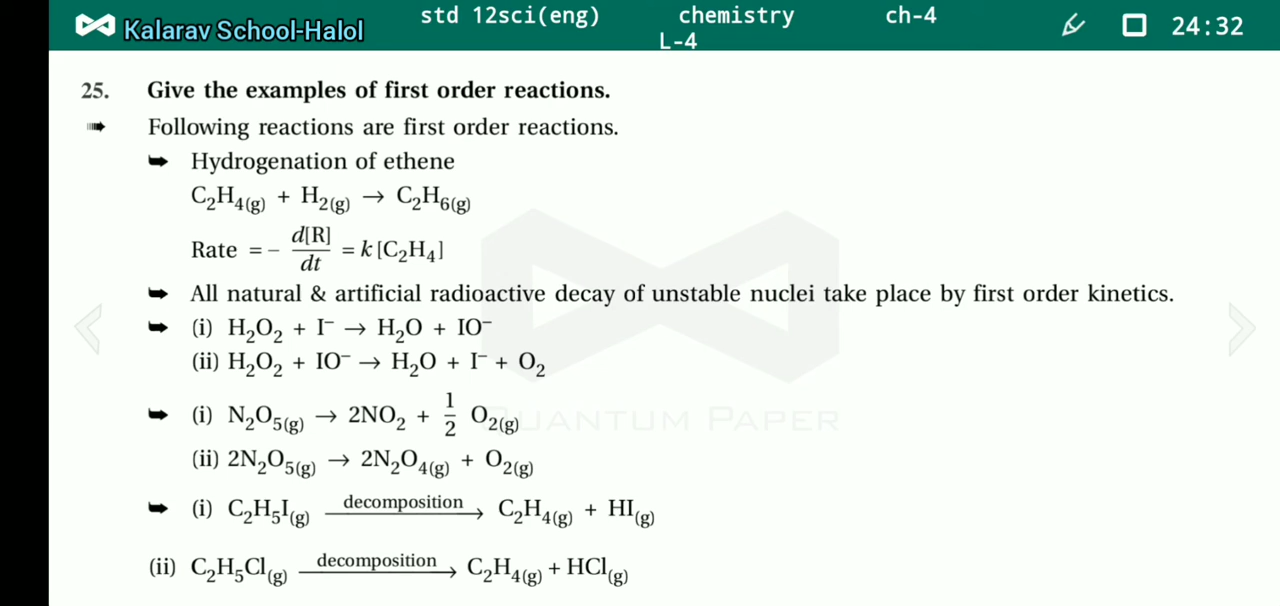 Kalarav School-Halol std 12sci(eng) chemistry ch-4 24:32
L-4
25. Give the examples of first order reactions.
Following reactions are first order reactions.
➥ Hydrogenation of ethene
C₂H₄(g) + H₂(g) → C₂H₆(g)
Rate = − d[R]/dt = k [C₂H₄]
➥ All natural & artificial radioactive decay of unstable nuclei take place by first order kinetics.
➥ (i) H₂O₂ + I⁻ → H₂O + IO⁻
(ii) H₂O₂ + IO⁻ → H₂O + I⁻ + O₂
➥ (i) N₂O₅(g) → 2NO₂ + 1/2 O₂(g)
QUANTUM PAPER
(ii) 2N₂O₅(g) → 2N₂O₄(g) + O₂(g)
➥ (i) C₂H₅I(g) decomposition → C₂H₄(g) + HI(g)
(ii) C₂H₅Cl(g) decomposition → C₂H₄(g) + HCl(g)